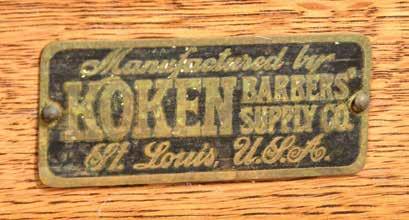 Manufactured by
KOKEN BARBERS'
SUPPLY CO.
St. Louis, U.S.A.